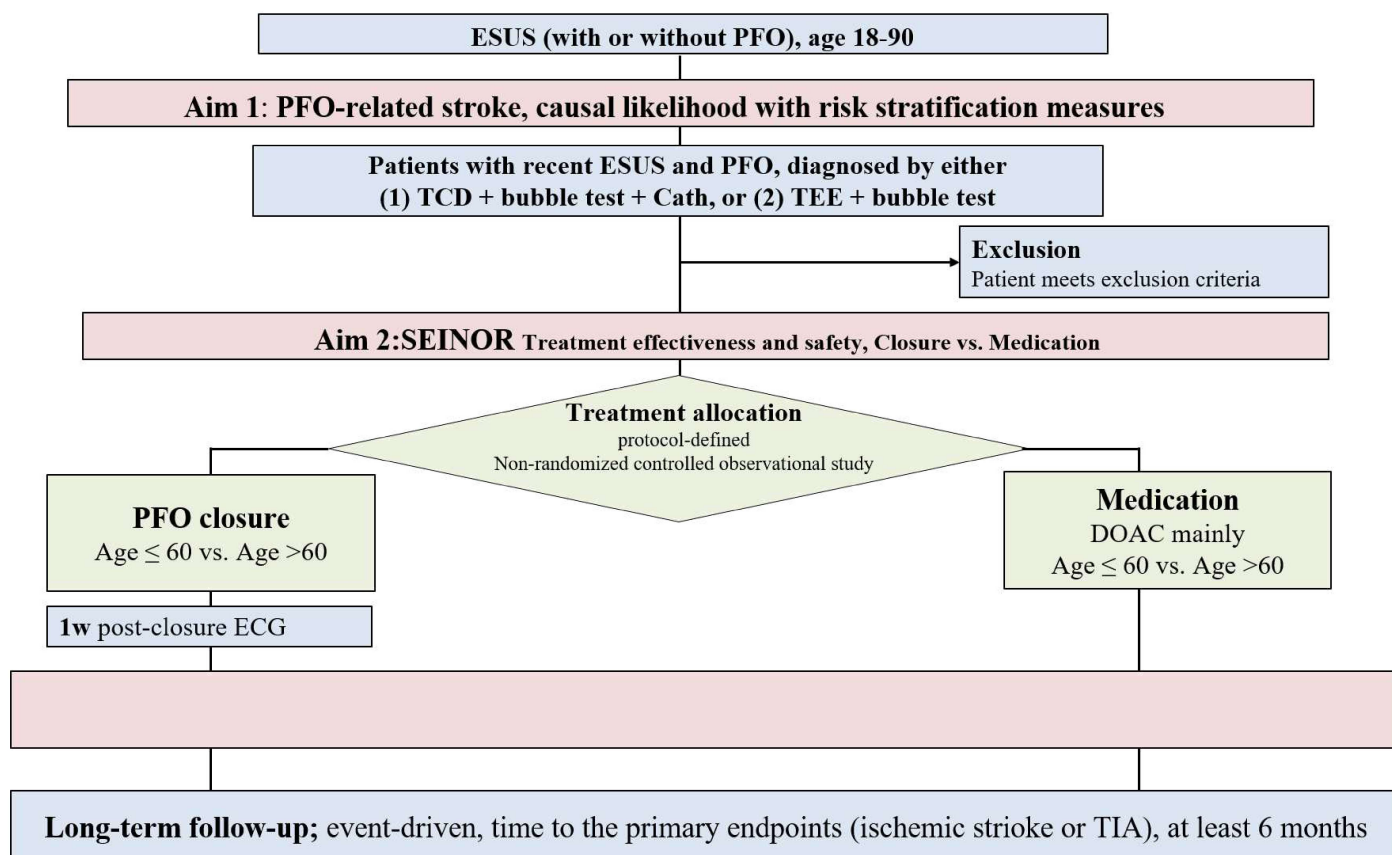 ESUS (with or without PFO), age 18-90
Aim 1: PFO-related stroke, causal likelihood with risk stratification measures
Patients with recent ESUS and PFO, diagnosed by either
(1) TCD + bubble test + Cath, or (2) TEE + bubble test
Exclusion
Patient meets exclusion criteria
Aim 2:SEINOR Treatment effectiveness and safety, Closure vs. Medication
Treatment allocation
protocol-defined
Non-randomized controlled observational study
PFO closure
Age ≤ 60 vs. Age >60
Medication
DOAC mainly
Age ≤ 60 vs. Age >60
1w post-closure ECG
Long-term follow-up; event-driven, time to the primary endpoints (ischemic strioke or TIA), at least 6 months